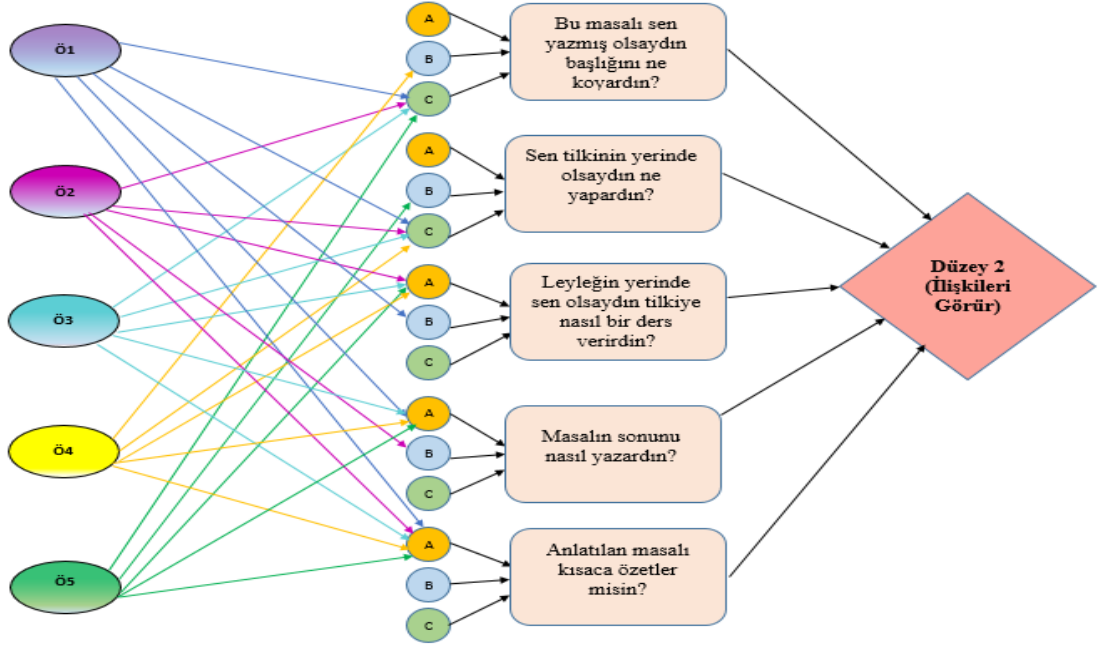 Ö1
Ö2
Ö3
Ö4
Ö5
A
B
C
Bu masalı sen
yazmış olsaydın
başlığını ne
koyardın?
A
B
C
Sen tilkinin yerinde
olsaydın ne
yapardın?
A
B
C
Leyleğin yerinde
sen olsaydın tilkiye
nasıl bir ders
verirdin?
A
B
C
Masalın sonunu
nasıl yazardın?
A
B
C
Anlatılan masalı
kısaca özetler
misin?
Düzey 2
(İlişkileri
Görür)